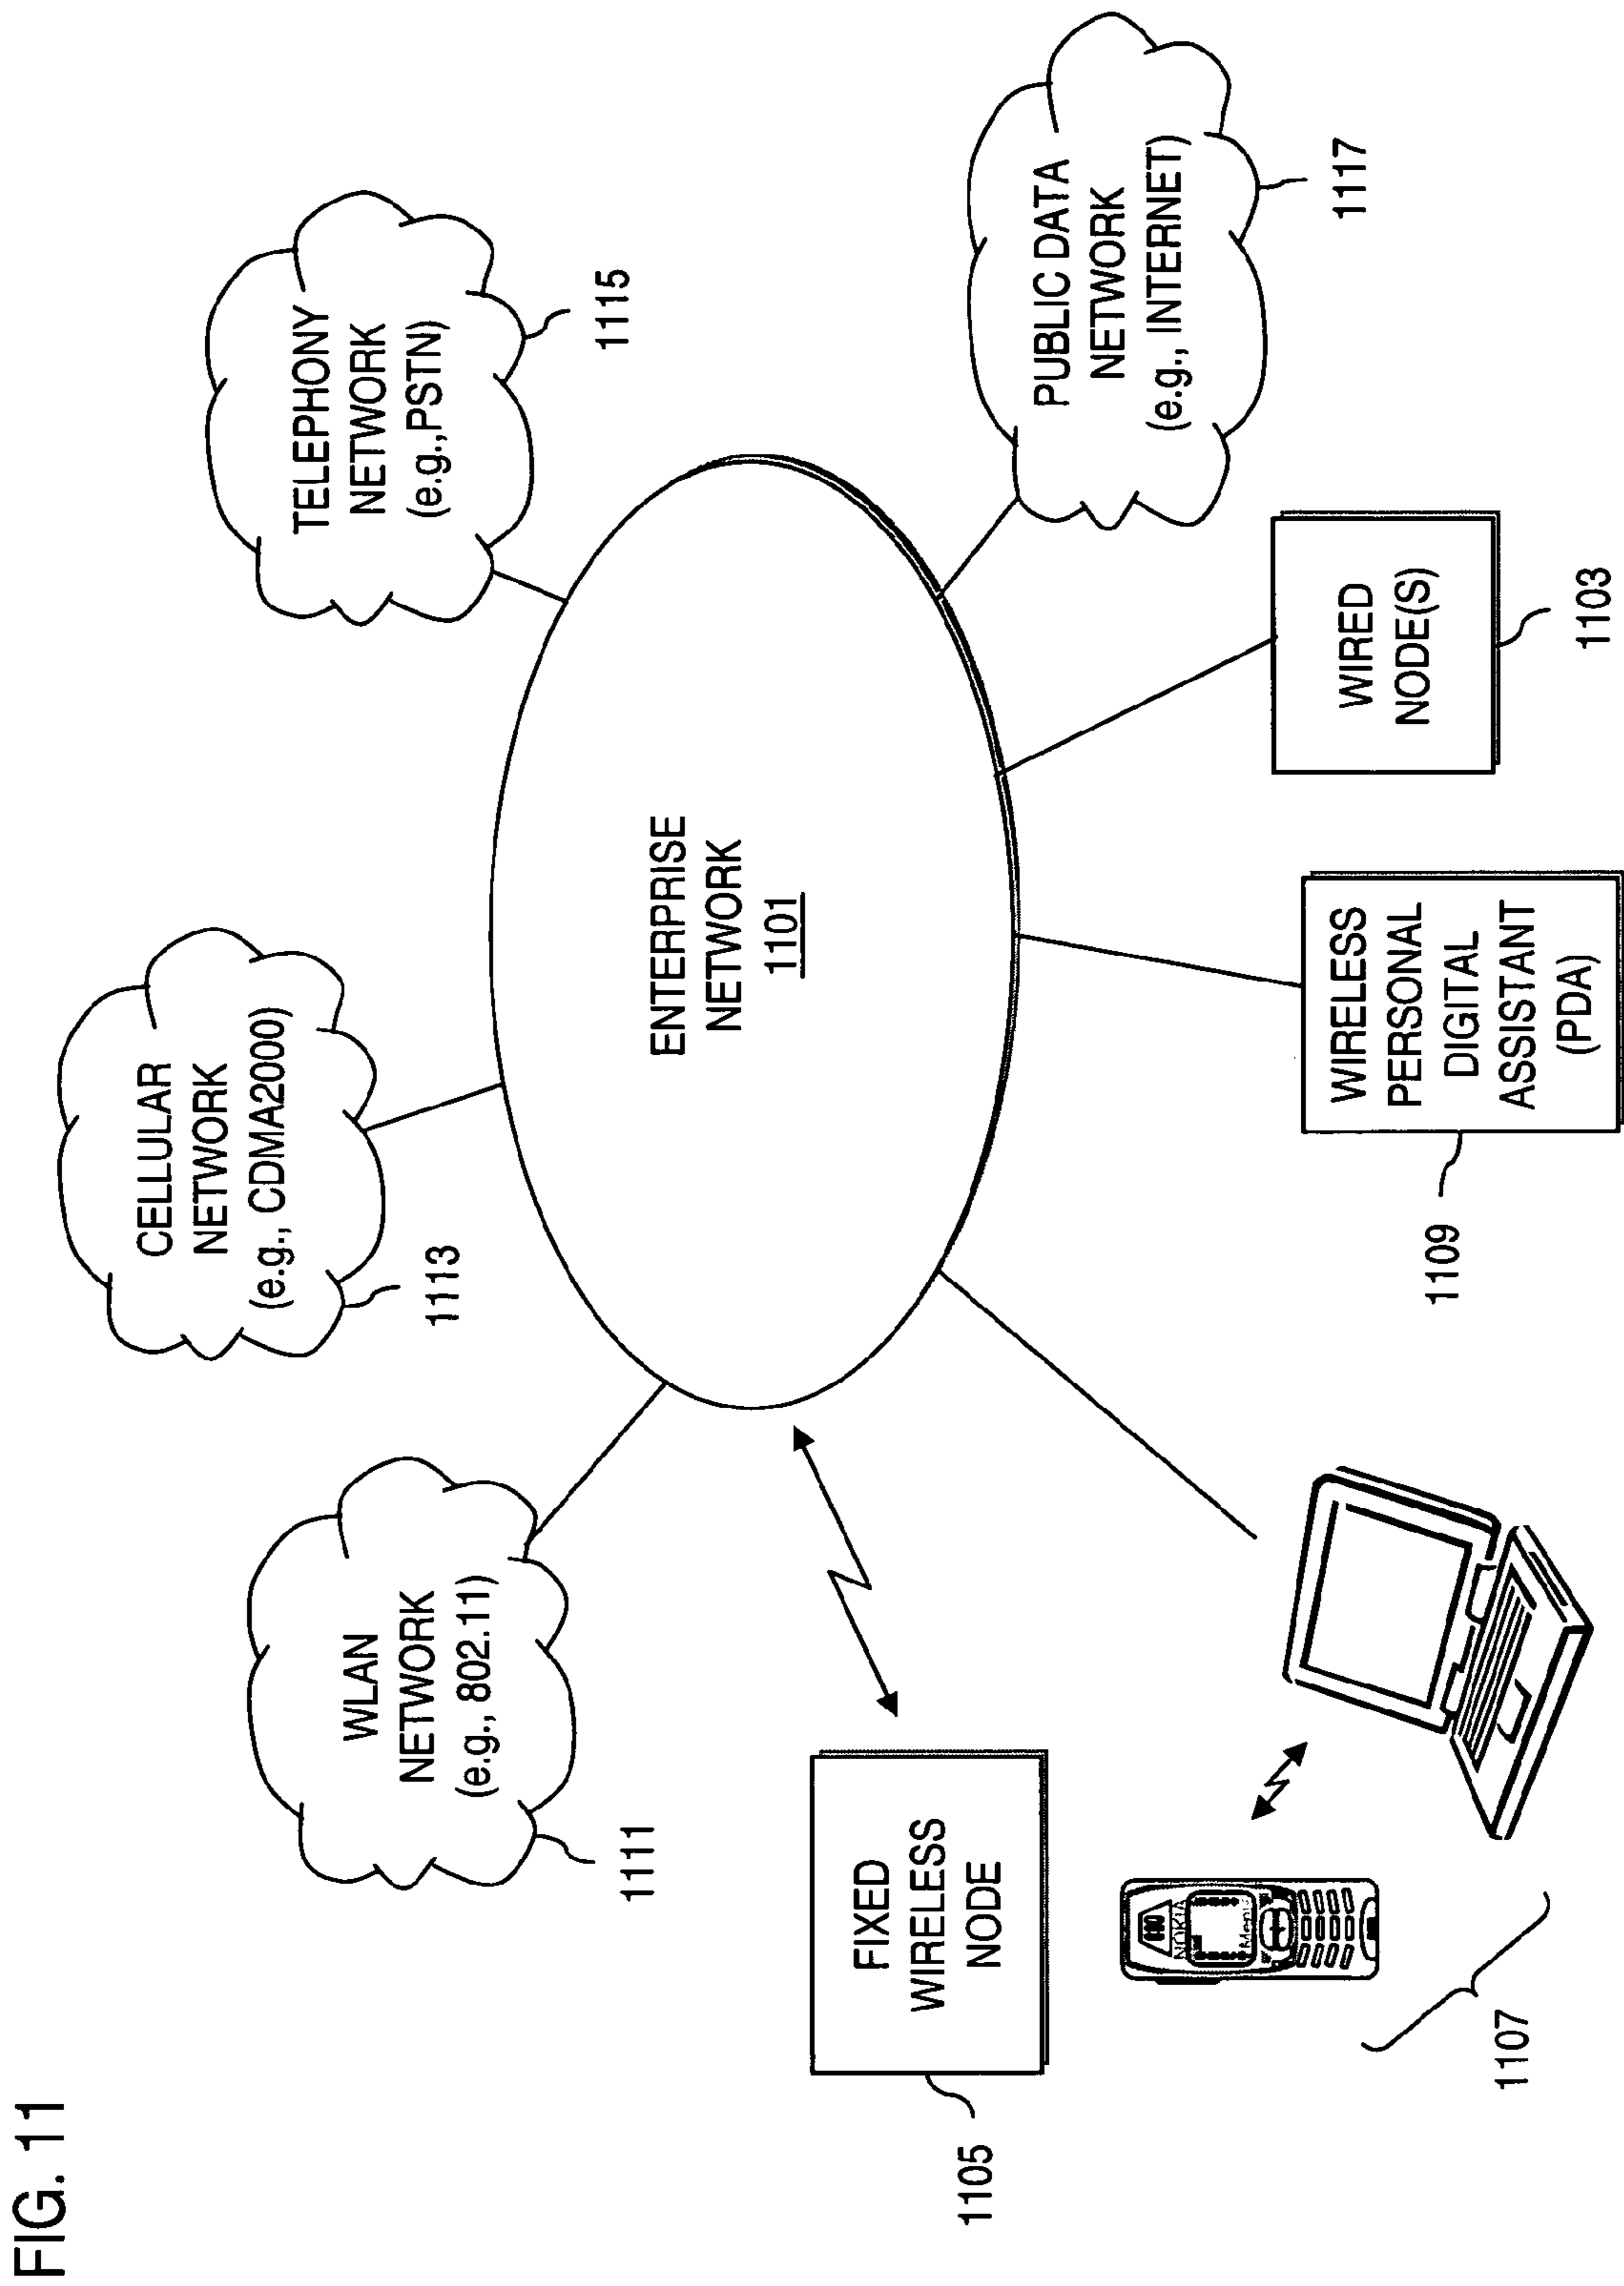 FIG. 11
WLAN
NETWORK
(e.g., 802.11)
1111
CELLULAR
NETWORK
(e.g., CDMA2000)
1113
TELEPHONY
NETWORK
(e.g.,PSTN)
1115
ENTERPRISE
NETWORK
1101
FIXED
WIRELESS
NODE
1105
PUBLIC DATA
NETWORK
(e.g., INTERNET)
1117
NOKIA
Menu
1107
WIRELESS
PERSONAL
DIGITAL
ASSISTANT
(PDA)
1109
WIRED
NODE(S)
1103